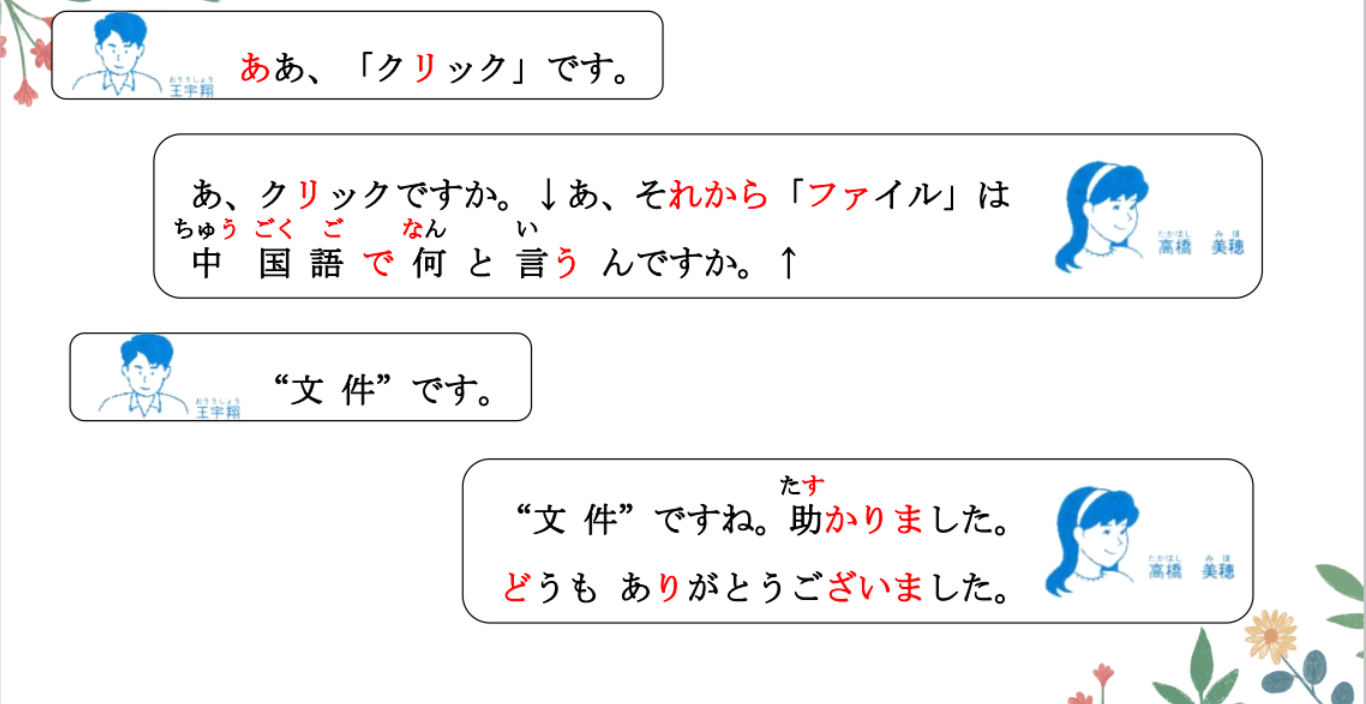 おううしょう
王宇翔
ああ、「クリック」です。
あ、クリックですか。↓あ、それから「ファイル」は
ちゅう ごく ご なん い
中 国 語 で 何 と 言う んですか。↑
たかはし みほ
高橋 美穂
おううしょう
王宇翔
“文 件”です。
たす
“文 件”ですね。助かりました。
どうも ありがとうございました。
たかはし みほ
高橋 美穂